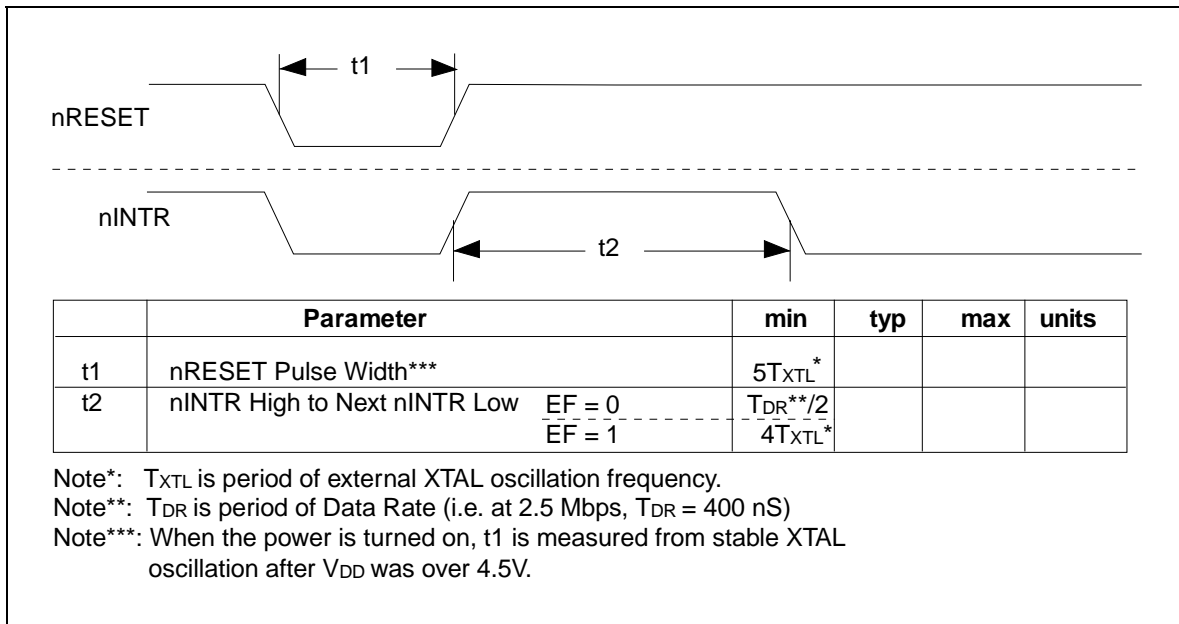 t1
nRESET
nINTR
t2
Parameter min typ max units
t1 nRESET Pulse Width*** 5TXTL*
t2 nINTR High to Next nINTR Low EF = 0 TDR**/2
EF = 1 4TXTL*
Note*: TXTL is period of external XTAL oscillation frequency.
Note**: TDR is period of Data Rate (i.e. at 2.5 Mbps, TDR = 400 nS)
Note***: When the power is turned on, t1 is measured from stable XTAL
oscillation after VDD was over 4.5V.